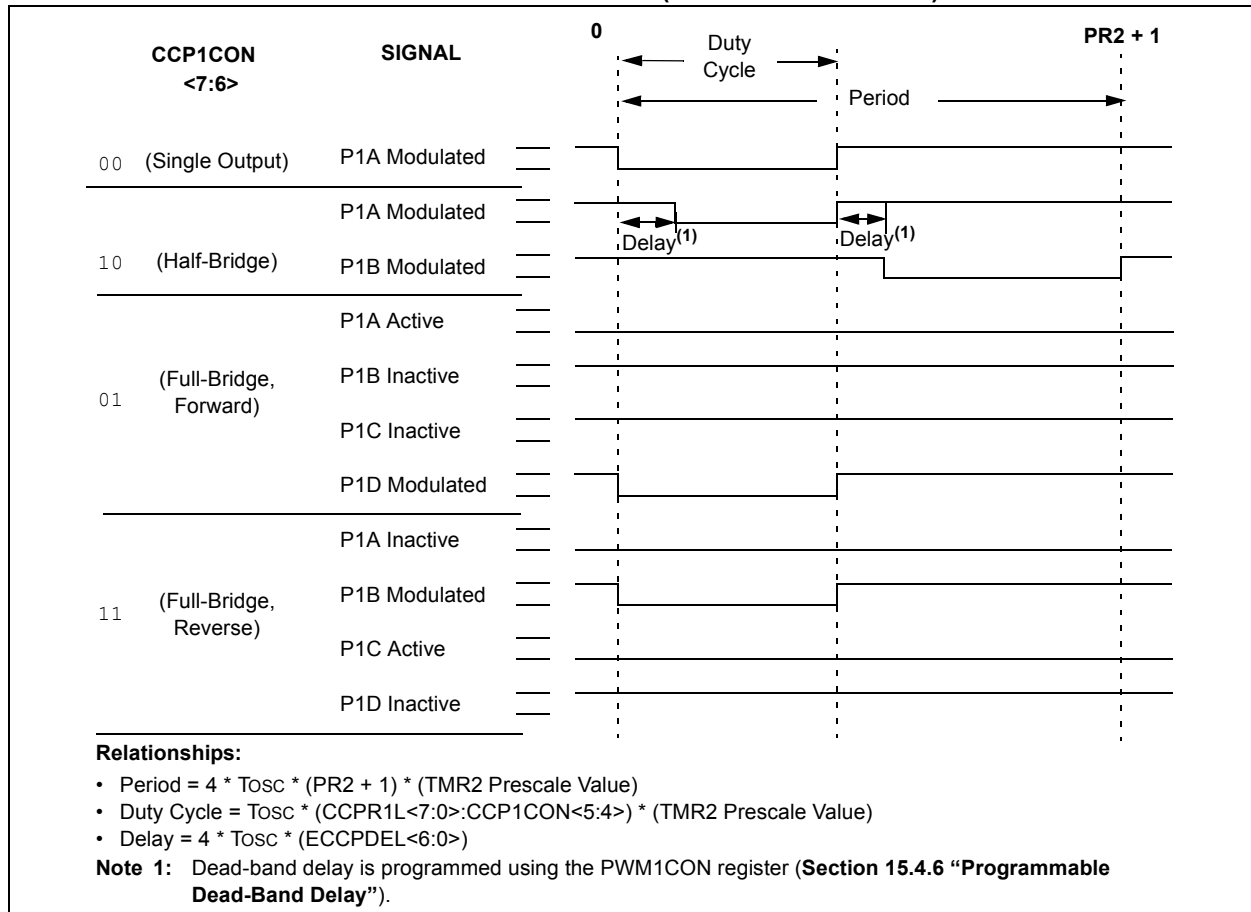 0
PR2 + 1
CCP1CON
<7:6>
SIGNAL
Duty
Cycle
Period
00 (Single Output) P1A Modulated
P1A Modulated
Delay(1) Delay(1)
10 (Half-Bridge) P1B Modulated
P1A Active
P1B Inactive
01 (Full-Bridge,
Forward)
P1C Inactive
P1D Modulated
P1A Inactive
P1B Modulated
11 (Full-Bridge,
Reverse)
P1C Active
P1D Inactive
Relationships:
• Period = 4 * TOSC * (PR2 + 1) * (TMR2 Prescale Value)
• Duty Cycle = TOSC * (CCPR1L<7:0>:CCP1CON<5:4>) * (TMR2 Prescale Value)
• Delay = 4 * TOSC * (ECCPDEL<6:0>)
Note 1: Dead-band delay is programmed using the PWM1CON register (Section 15.4.6 “Programmable
Dead-Band Delay”).